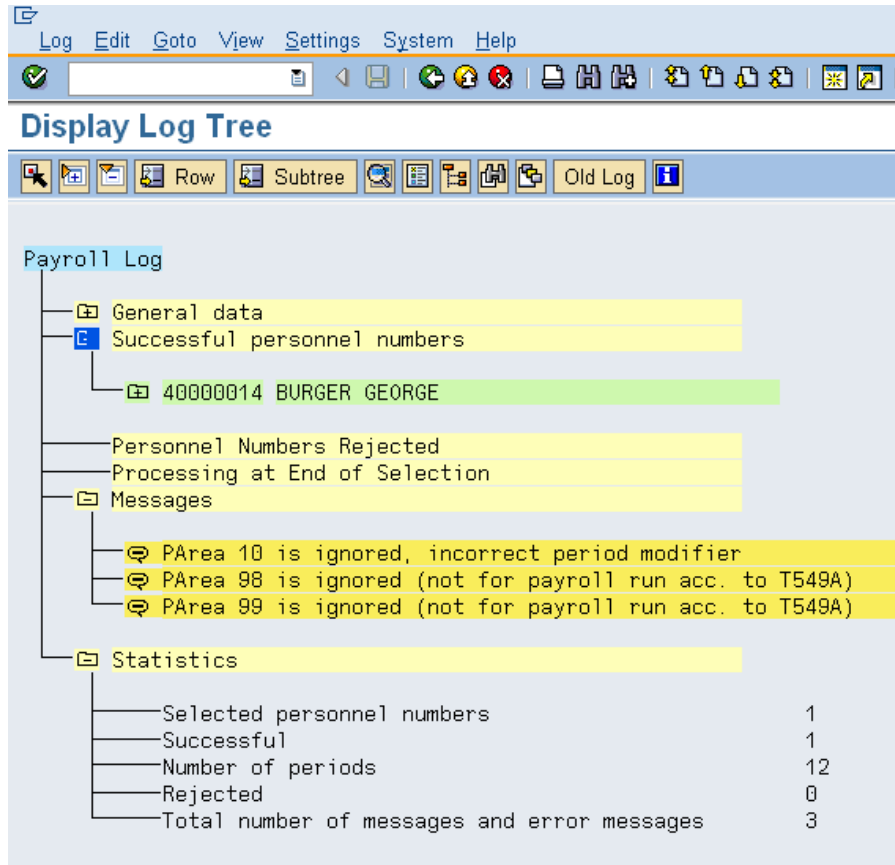 Log Edit Goto View Settings System Help
Display Log Tree
Row Subtree Old Log
Payroll Log
General data
Successful personnel numbers
40000014 BURGER GEORGE
Personnel Numbers Rejected
Processing at End of Selection
Messages
PArea 10 is ignored, incorrect period modifier
PArea 98 is ignored (not for payroll run acc. to T549A)
PArea 99 is ignored (not for payroll run acc. to T549A)
Statistics
Selected personnel numbers 1
Successful 1
Number of periods 12
Rejected 0
Total number of messages and error messages 3